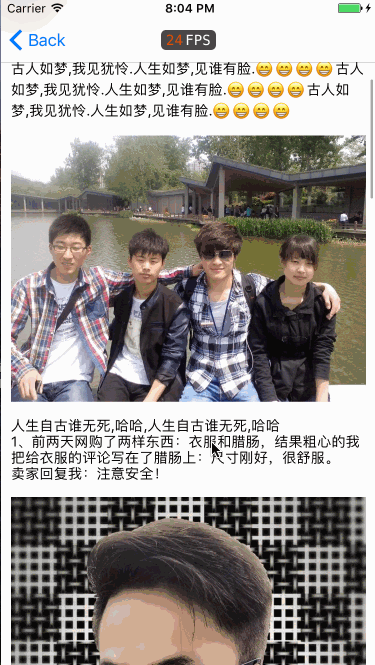 Carrier
8:04 PM
Back
24 FPS
古人如梦,我见犹怜.人生如梦,见谁有脸.😁😁😁😁古人
如梦,我见犹怜.人生如梦,见谁有脸.😁😁😁😁古人如
梦,我见犹怜.人生如梦,见谁有脸.😁😁😁😁
人生自古谁无死,哈哈,人生自古谁无死,哈哈
1、前两天网购了两样东西：衣服和腊肠，结果粗心的我
把给衣服的评论写在了腊肠上：尺寸刚好，很舒服。
卖家回复我：注意安全！